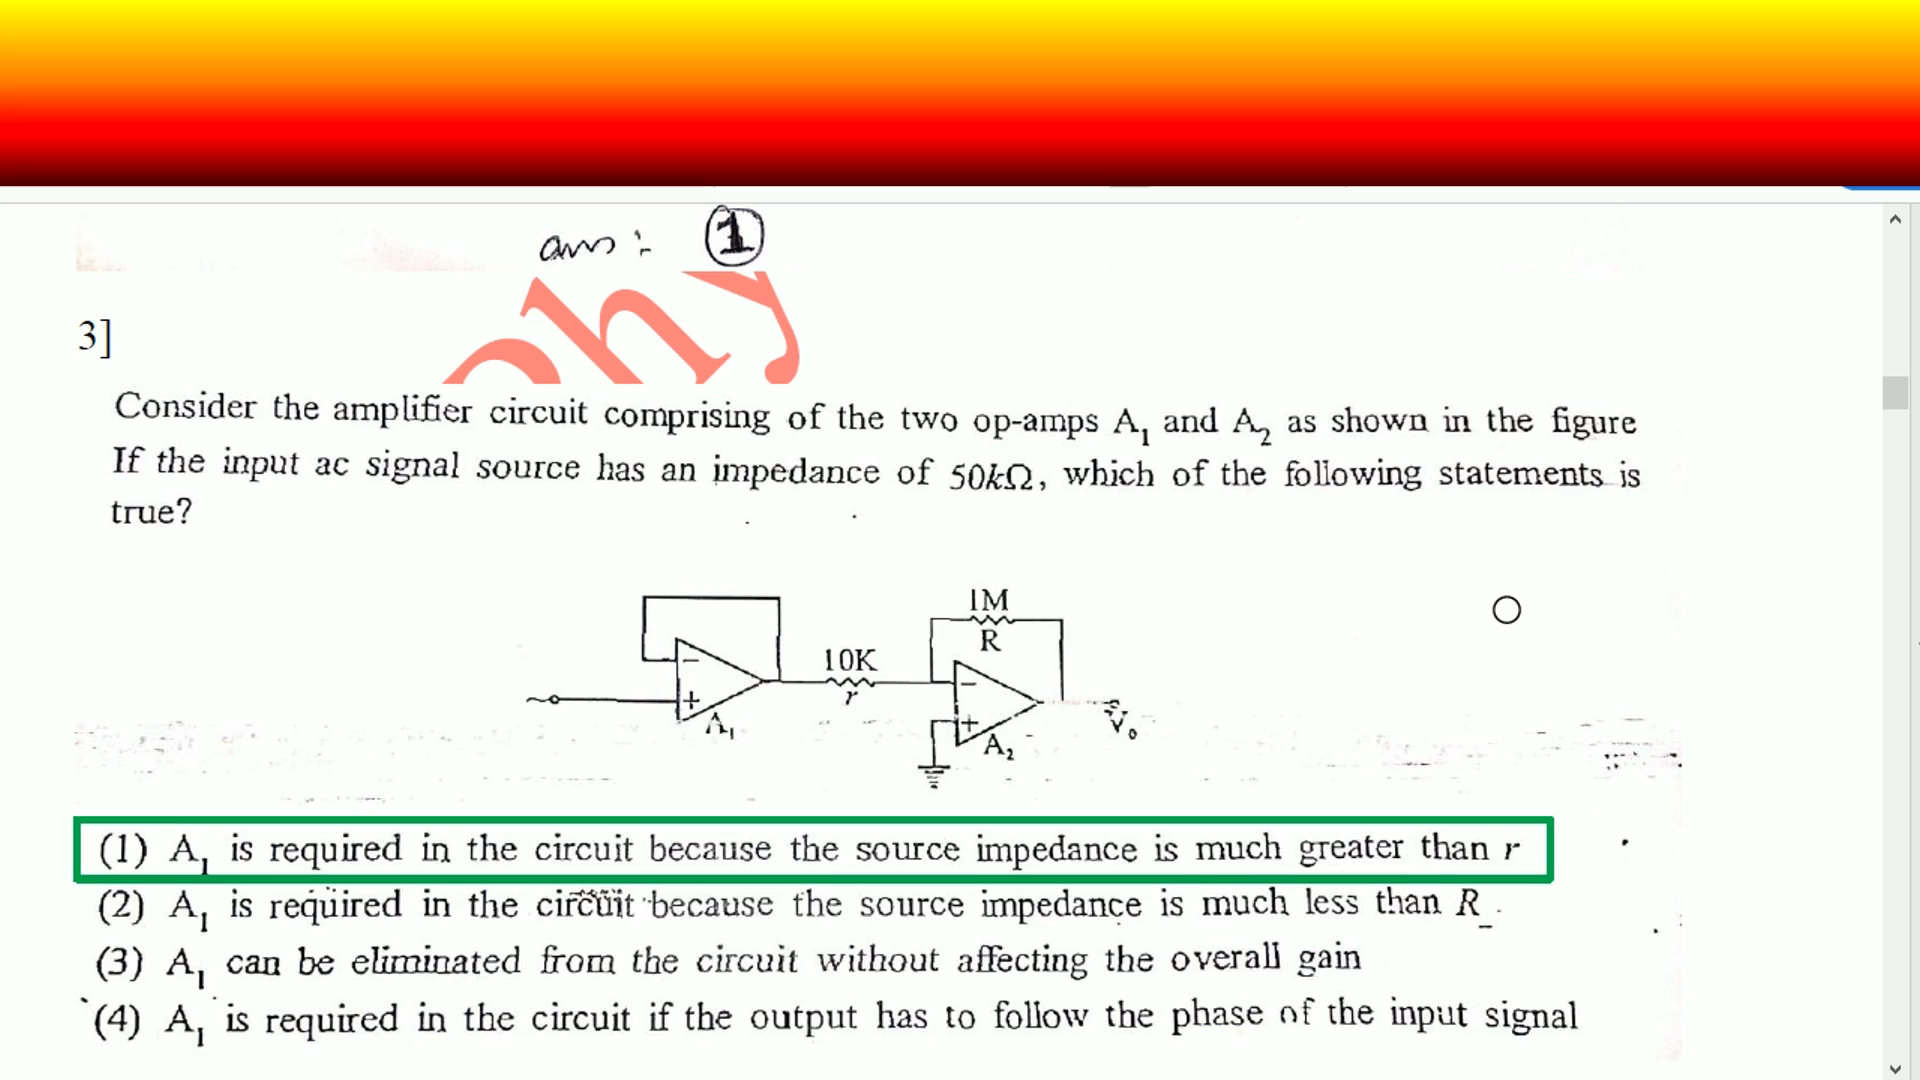 ans :- 1
phy
3]
Consider the amplifier circuit comprising of the two op-amps A₁ and A₂ as shown in the figure
If the input ac signal source has an impedance of 50kΩ, which of the following statements is
true?
1M
R
10K
r
A₁
A₂
V₀
(1) A₁ is required in the circuit because the source impedance is much greater than r
(2) A₁ is required in the circuit because the source impedance is much less than R
(3) A₁ can be eliminated from the circuit without affecting the overall gain
(4) A₁ is required in the circuit if the output has to follow the phase of the input signal